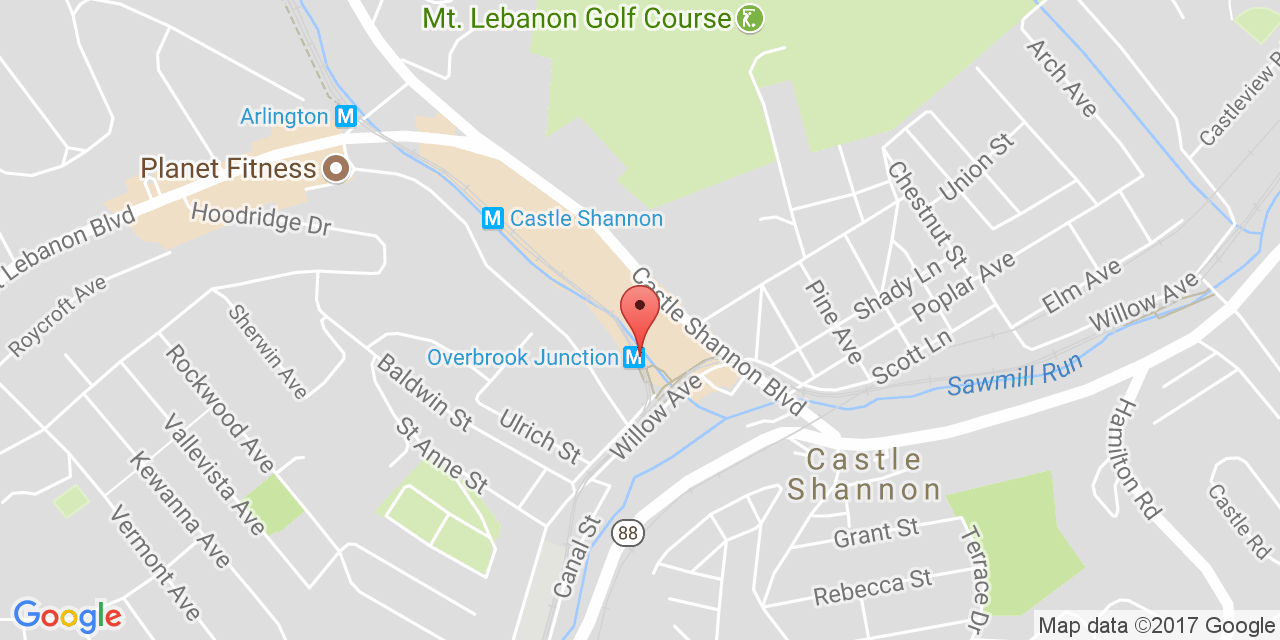 Mt. Lebanon Golf Course
Arch Ave
Castleview
Arlington
M
Planet Fitness
Union St
Chestnut St
Hoodridge Dr
Lebanon Blvd
M
Castle Shannon
Castle Shannon Blvd
Shady Ln
Poplar Ave
Elm Ave
Willow Ave
Pine Ave
Roycroft Ave
Sherwin Ave
Scott Ln
Overbrook Junction
M
Sawmill Run
Rockwood Ave
Baldwin St
Ulrich St
Willow Ave
St Anne St
Vallevista Ave
Kewanna Ave
Vermont Ave
Hamilton Rd
Castle
Shannon
Castle Rd
88
Grant St
Canal St
Terrace Dr
Rebecca St
Google
Map data ©2017 Google